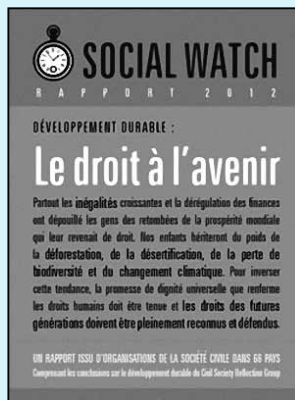 SOCIAL WATCH
RAPPORT 2012
DÉVELOPPEMENT DURABLE :
Le droit à l'avenir
Partout les inégalités croissantes et la dérégulation des finances
ont dépouillé les gens des retombées de la prospérité mondiale
qui leur revenait de droit. Nos enfants hériteront du poids de
la déforestation, de la désertification, de la perte de
biodiversité et du changement climatique. Pour inverser
cette tendance, la promesse de dignité universelle que renferme
les droits humains doit être tenue et les droits des futures
générations doivent être pleinement reconnus et défendus.
UN RAPPORT ISSU D'ORGANISATIONS DE LA SOCIÉTÉ CIVILE DANS 66 PAYS
Comprenant les conclusions sur le développement durable du Civil Society Reflection Group